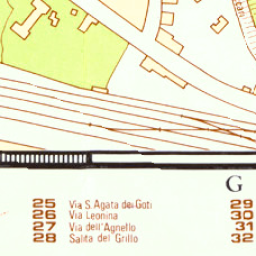 G
25 Via S. Agata dei Goti 29
26 Via Leonina 30
27 Via dell'Agnello 31
28 Salita del Grillo 32